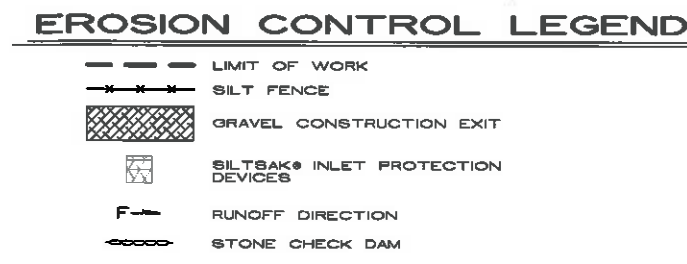 EROSION CONTROL LEGEND
LIMIT OF WORK
SILT FENCE
GRAVEL CONSTRUCTION EXIT
SILTSAK® INLET PROTECTION
DEVICES
F RUNOFF DIRECTION
STONE CHECK DAM